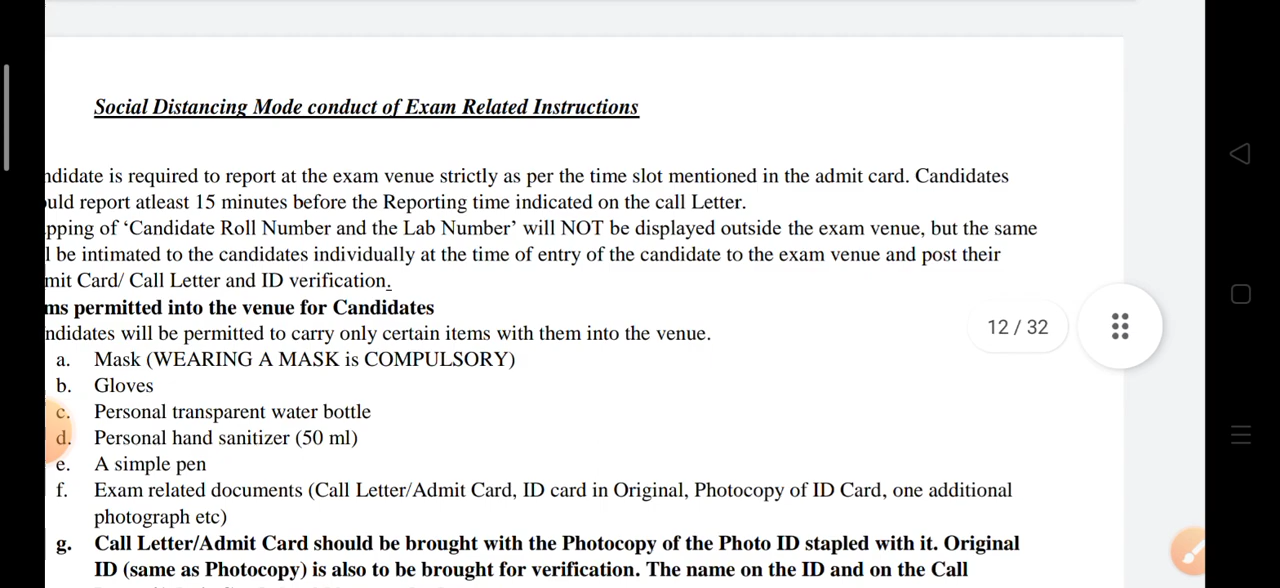 Social Distancing Mode conduct of Exam Related Instructions
ndidate is required to report at the exam venue strictly as per the time slot mentioned in the admit card. Candidates
uld report atleast 15 minutes before the Reporting time indicated on the call Letter.
pping of ‘Candidate Roll Number and the Lab Number’ will NOT be displayed outside the exam venue, but the same
l be intimated to the candidates individually at the time of entry of the candidate to the exam venue and post their
mit Card/ Call Letter and ID verification.
ms permitted into the venue for Candidates
ndidates will be permitted to carry only certain items with them into the venue.
12 / 32
a. Mask (WEARING A MASK is COMPULSORY)
b. Gloves
c. Personal transparent water bottle
d. Personal hand sanitizer (50 ml)
e. A simple pen
f. Exam related documents (Call Letter/Admit Card, ID card in Original, Photocopy of ID Card, one additional
photograph etc)
g. Call Letter/Admit Card should be brought with the Photocopy of the Photo ID stapled with it. Original
ID (same as Photocopy) is also to be brought for verification. The name on the ID and on the Call